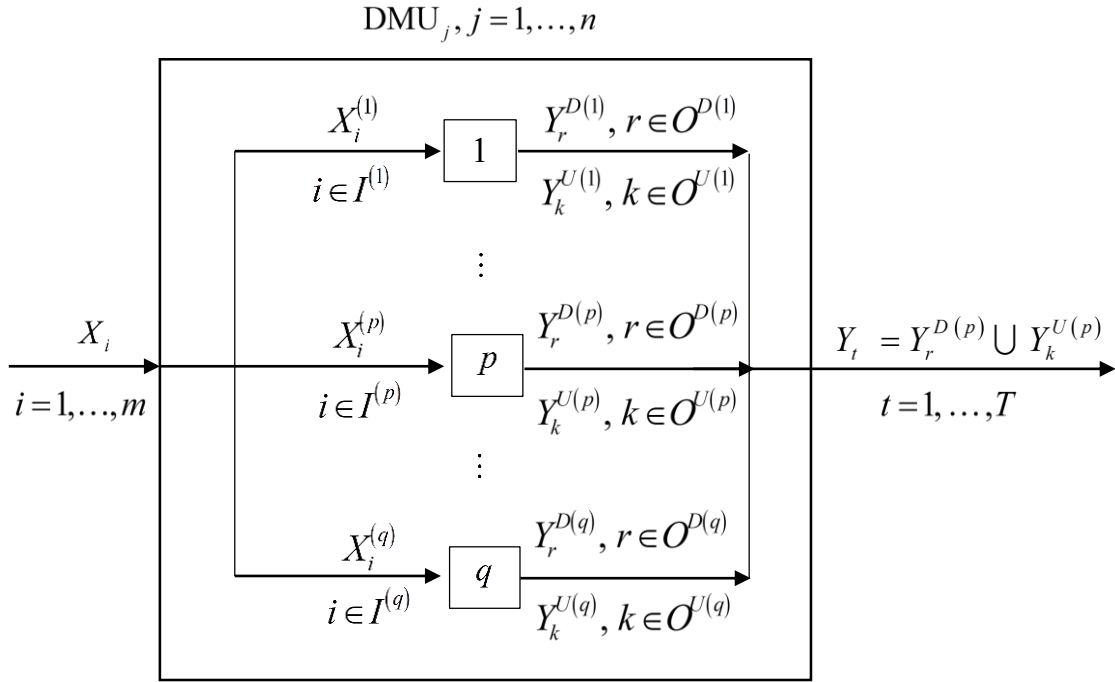 DMU_j, j = 1,…,n
X_i^{(1)}
i ∈ I^{(1)}
1
Y_r^{D(1)}, r ∈ O^{D(1)}
Y_k^{U(1)}, k ∈ O^{U(1)}
⋮
X_i
i = 1,…,m
X_i^{(p)}
i ∈ I^{(p)}
p
Y_r^{D(p)}, r ∈ O^{D(p)}
Y_k^{U(p)}, k ∈ O^{U(p)}
Y_t = Y_r^{D(p)} ∪ Y_k^{U(p)}
t = 1,…,T
⋮
X_i^{(q)}
i ∈ I^{(q)}
q
Y_r^{D(q)}, r ∈ O^{D(q)}
Y_k^{U(q)}, k ∈ O^{U(q)}